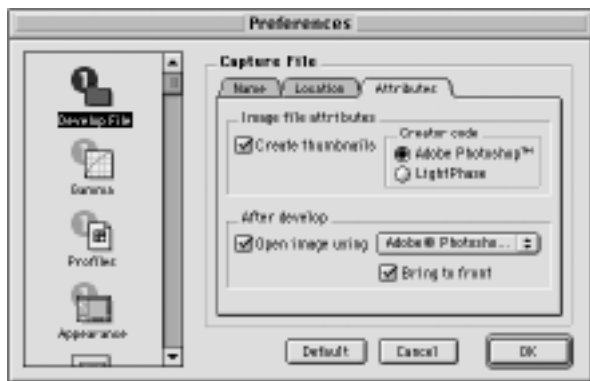 Preferences
Develop File
Gamma
Profiles
Appearance
Capture File
Name
Location
Attributes
Image file attributes
Create thumbnails
Creator code
Adobe Photoshop™
LightPhase
After develop
Open image using
Adobe® Photosho...
Bring to front
Default
Cancel
OK